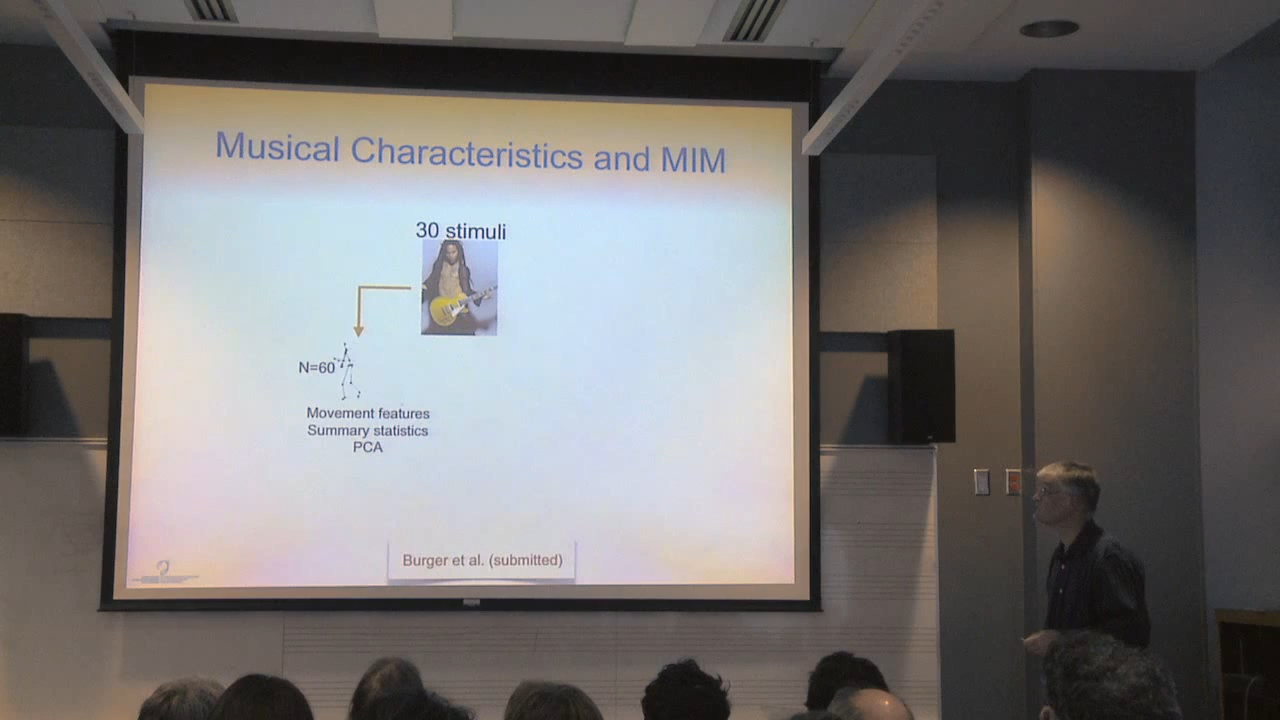 Musical Characteristics and MIM
30 stimuli
N=60
Movement features
Summary statistics
PCA
Burger et al. (submitted)